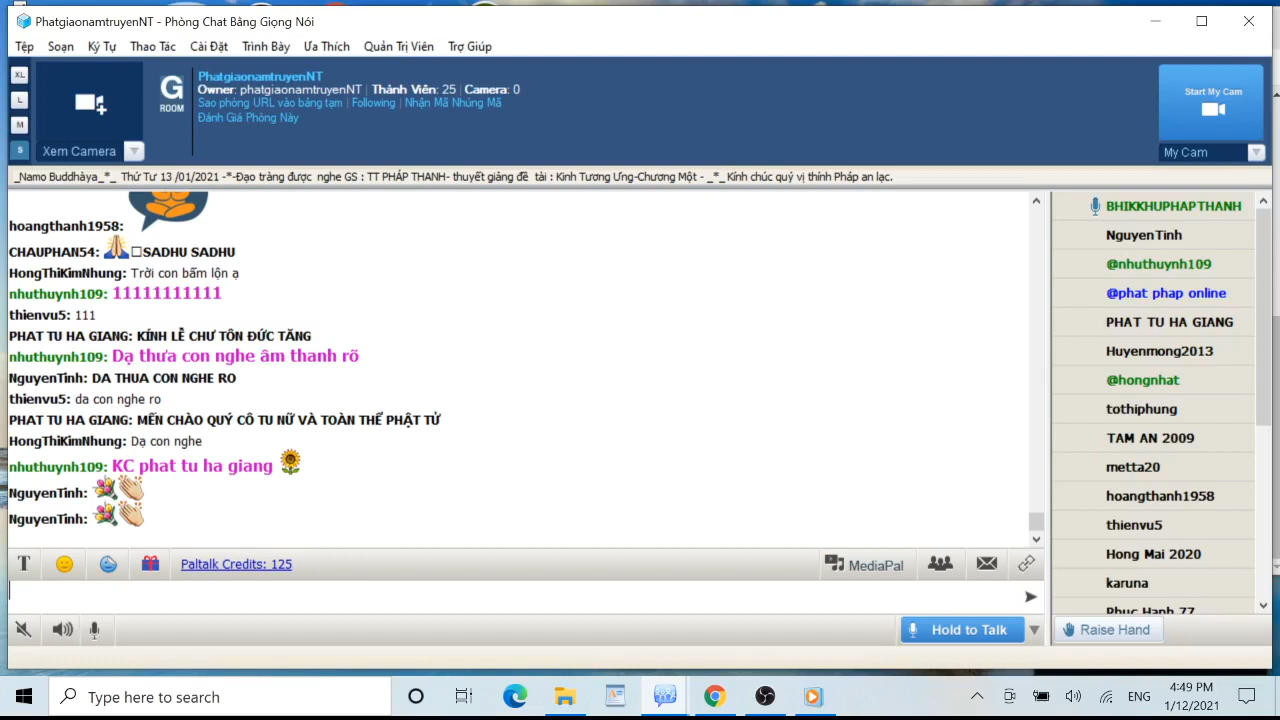 PhatgiaonamtruyenNT - Phòng Chat Bằng Giọng Nói
Tệp Soạn Ký Tự Thao Tác Cài Đặt Trình Bày Ưa Thích Quản Trị Viên Trợ Giúp
XL
L
M
S
Xem Camera
G
ROOM
PhatgiaonamtruyenNT
Owner: phatgiaonamtruyenNT | Thành Viên: 25 | Camera: 0
Sao phỏng URL vào bảng tạm | Following | Nhận Mã Nhúng Mã
Đánh Giá Phòng Này
Start My Cam
My Cam
_Namo Buddhàya_*_ Thứ Tư 13 /01/2021 -*-Đạo tràng được nghe GS : TT PHÁP THANH- thuyết giảng đề tài : Kinh Tương Ưng-Chương Một - _*_ Kính chúc quý vị thính Pháp an lạc.
hoangthanh1958:
CHAUPHAN54: SADHU SADHU
HongThiKimNhung: Trời con bấm lộn ạ
nhuthuynh109: 11111111111
thienvu5: 111
PHAT TU HA GIANG: KÍNH LỄ CHƯ TÔN ĐỨC TĂNG
nhuthuynh109: Dạ thưa con nghe âm thanh rõ
NguyenTinh: DA THUA CON NGHE RO
thienvu5: da con nghe ro
PHAT TU HA GIANG: MẾN CHÀO QUÝ CÔ TU NỮ VÀ TOÀN THỂ PHẬT TỬ
HongThiKimNhung: Dạ con nghe
nhuthuynh109: KC phat tu ha giang
NguyenTinh:
NguyenTinh:
BHIKKHUPHAPTHANH
NguyenTinh
@nhuthuynh109
@phat phap online
PHAT TU HA GIANG
Huyenmong2013
@hongnhat
tothiphung
TAM AN 2009
metta20
hoangthanh1958
thienvu5
Hong Mai 2020
karuna
Phuc Hanh 77
T
Paltalk Credits: 125
MediaPal
Hold to Talk
Raise Hand
Type here to search
ENG
4:49 PM
1/12/2021